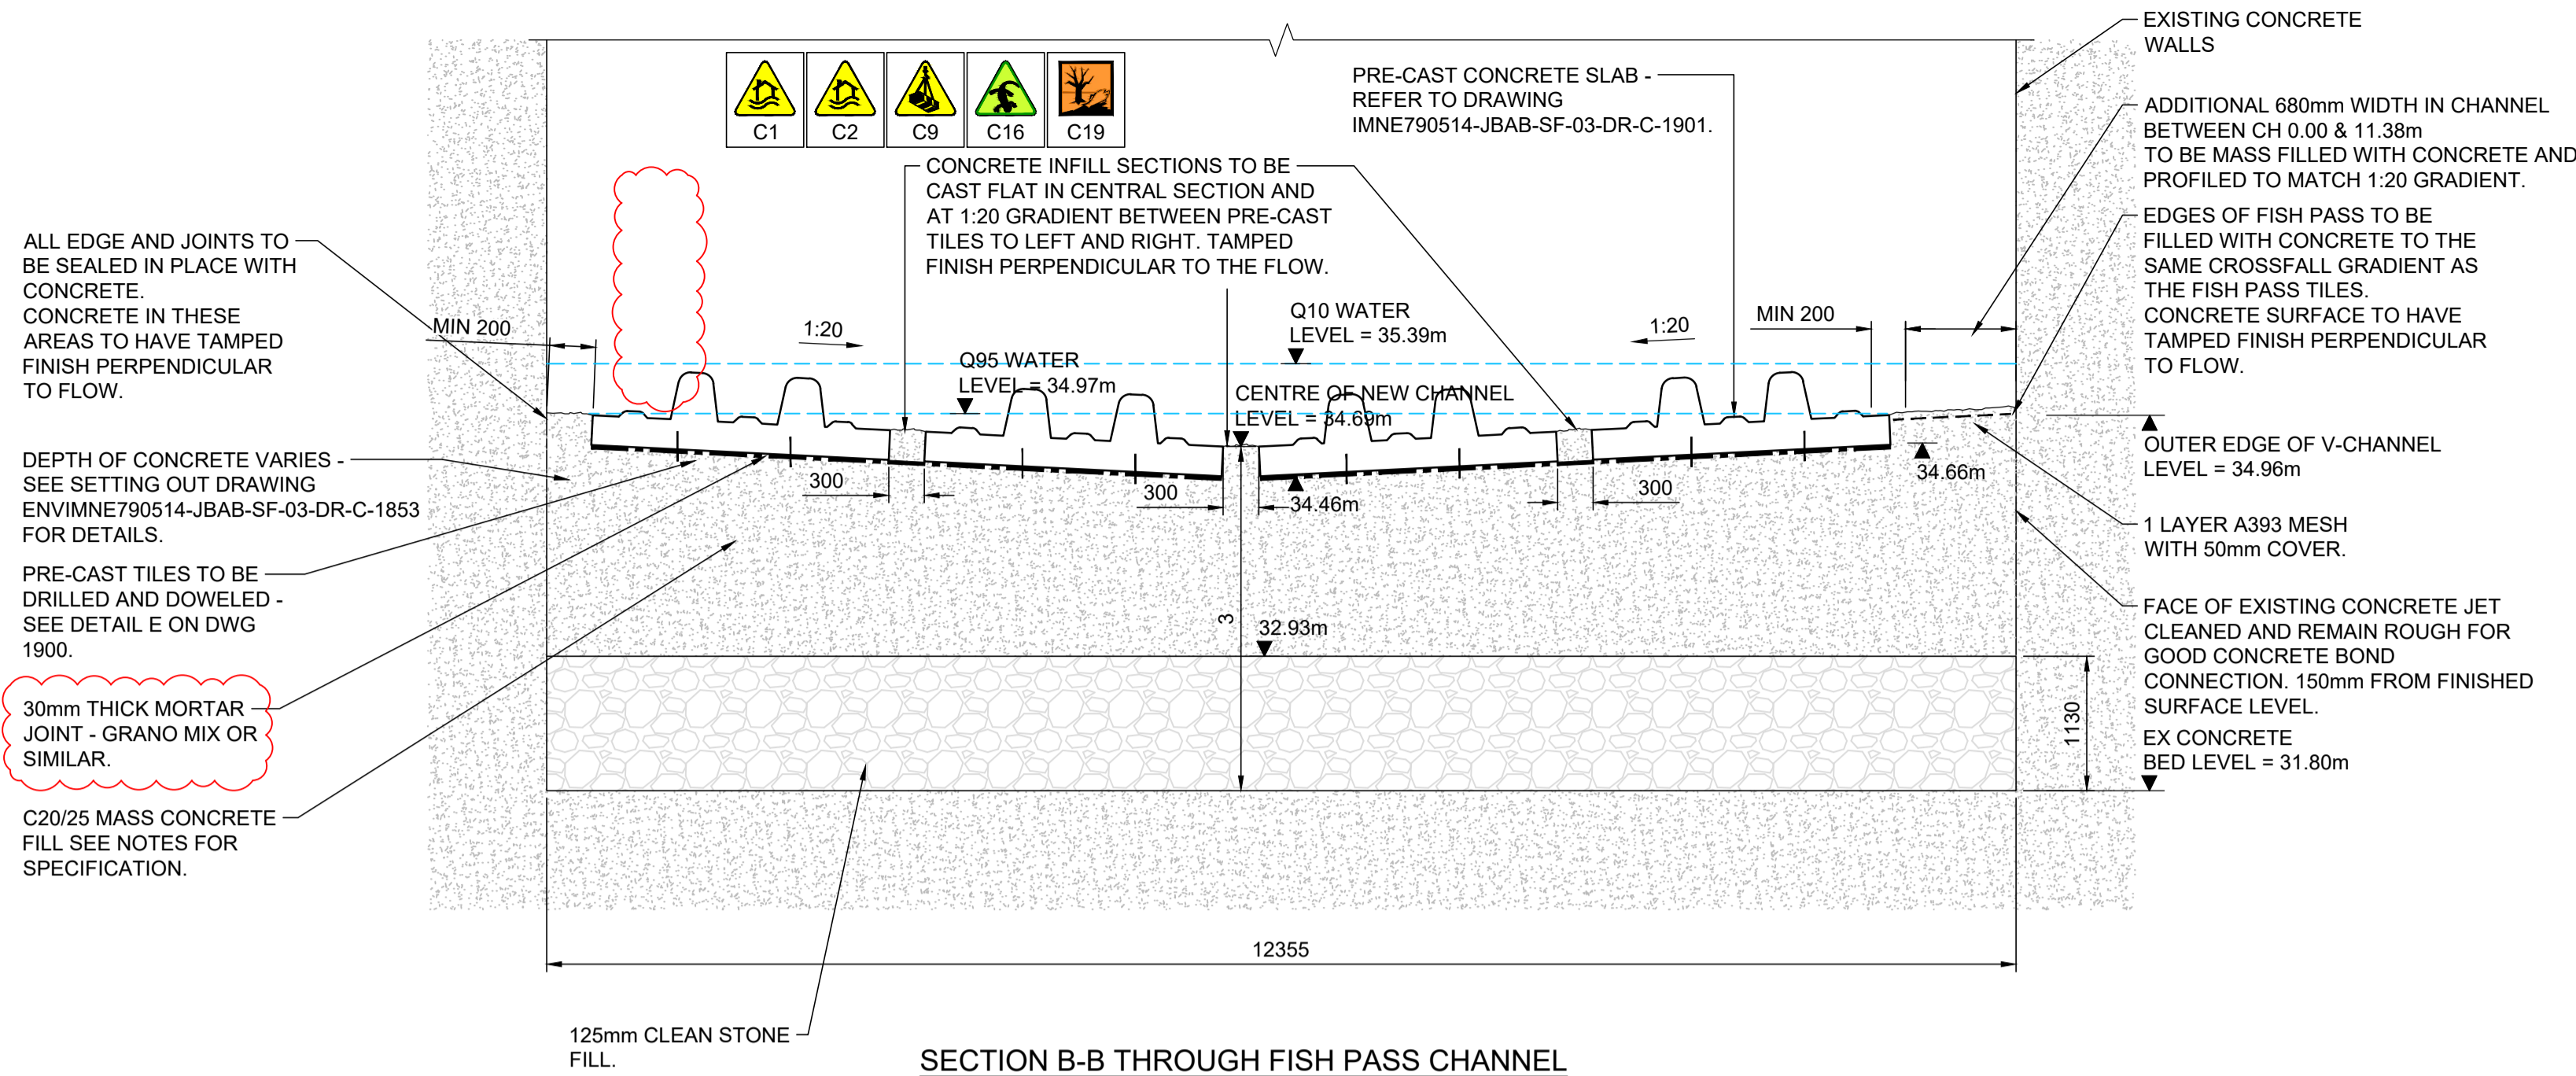 EXISTING CONCRETE
WALLS
C1
C2
C9
C16
C19
PRE-CAST CONCRETE SLAB -
REFER TO DRAWING
IMNE790514-JBAB-SF-03-DR-C-1901.
ADDITIONAL 680mm WIDTH IN CHANNEL
BETWEEN CH 0.00 & 11.38m
TO BE MASS FILLED WITH CONCRETE AND
PROFILED TO MATCH 1:20 GRADIENT.
CONCRETE INFILL SECTIONS TO BE
CAST FLAT IN CENTRAL SECTION AND
AT 1:20 GRADIENT BETWEEN PRE-CAST
TILES TO LEFT AND RIGHT. TAMPED
FINISH PERPENDICULAR TO THE FLOW.
EDGES OF FISH PASS TO BE
FILLED WITH CONCRETE TO THE
SAME CROSSFALL GRADIENT AS
THE FISH PASS TILES.
CONCRETE SURFACE TO HAVE
TAMPED FINISH PERPENDICULAR
TO FLOW.
ALL EDGE AND JOINTS TO
BE SEALED IN PLACE WITH
CONCRETE.
CONCRETE IN THESE
AREAS TO HAVE TAMPED
FINISH PERPENDICULAR
TO FLOW.
MIN 200
1:20
Q10 WATER
LEVEL = 35.39m
1:20
MIN 200
Q95 WATER
LEVEL = 34.97m
CENTRE OF NEW CHANNEL
LEVEL = 34.69m
OUTER EDGE OF V-CHANNEL
LEVEL = 34.96m
DEPTH OF CONCRETE VARIES -
SEE SETTING OUT DRAWING
ENVIMNE790514-JBAB-SF-03-DR-C-1853
FOR DETAILS.
300
300
34.46m
300
34.66m
1 LAYER A393 MESH
WITH 50mm COVER.
PRE-CAST TILES TO BE
DRILLED AND DOWELED -
SEE DETAIL E ON DWG
1900.
3
32.93m
FACE OF EXISTING CONCRETE JET
CLEANED AND REMAIN ROUGH FOR
GOOD CONCRETE BOND
CONNECTION. 150mm FROM FINISHED
SURFACE LEVEL.
30mm THICK MORTAR
JOINT - GRANO MIX OR
SIMILAR.
1130
EX CONCRETE
BED LEVEL = 31.80m
C20/25 MASS CONCRETE
FILL SEE NOTES FOR
SPECIFICATION.
12355
125mm CLEAN STONE
FILL.
SECTION B-B THROUGH FISH PASS CHANNEL